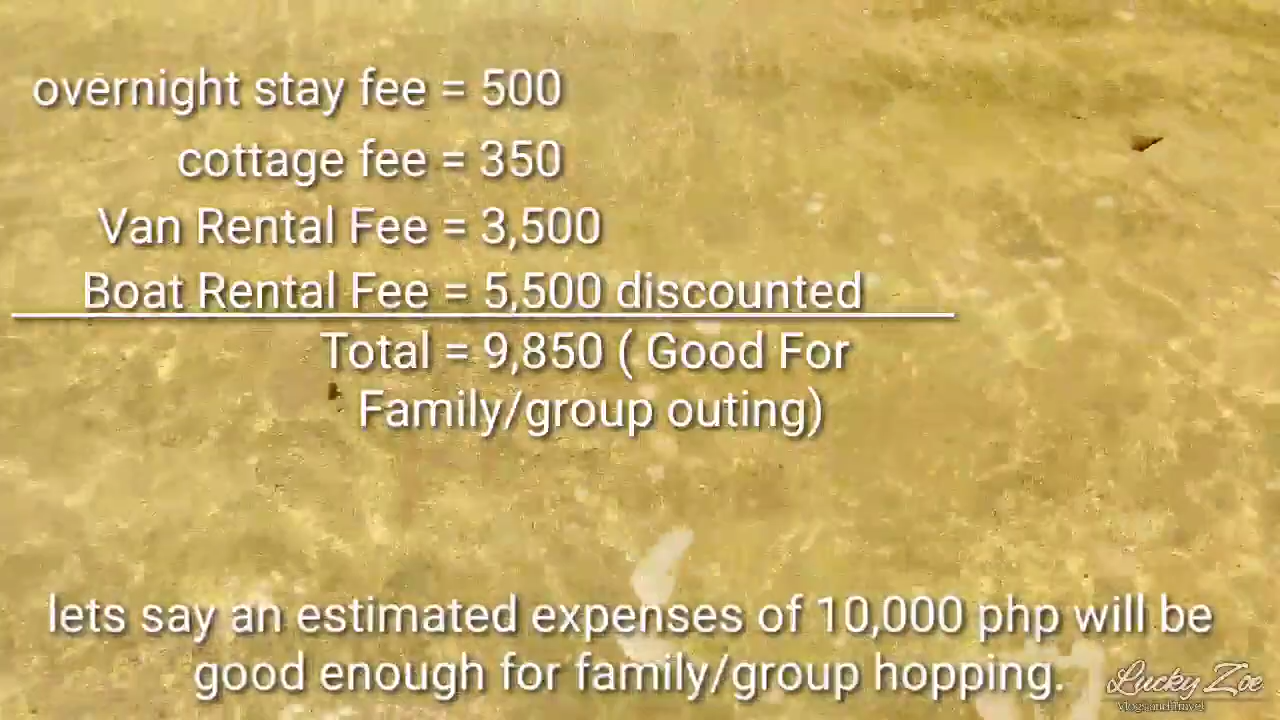 overnight stay fee = 500
cottage fee = 350
Van Rental Fee = 3,500
Boat Rental Fee = 5,500 discounted
Total = 9,850 ( Good For
Family/group outing)
lets say an estimated expenses of 10,000 php will be
good enough for family/group hopping.
Lucky Zoe
VlogsandTravel